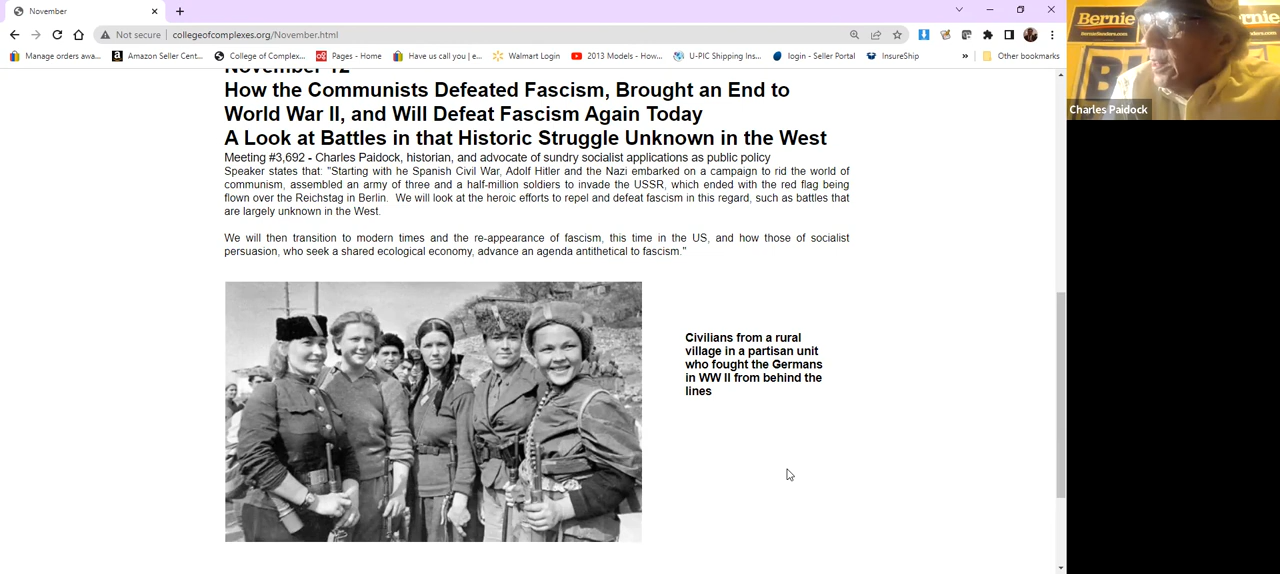 November
Not secure
collegeofcomplexes.org/November.html
Manage orders awa...
Amazon Seller Cent...
College of Complex...
Pages - Home
Have us call you | e...
Walmart Login
2013 Models - How...
U-PIC Shipping Ins...
login - Seller Portal
InsureShip
»
Other bookmarks
November 12
How the Communists Defeated Fascism, Brought an End to
World War II, and Will Defeat Fascism Again Today
A Look at Battles in that Historic Struggle Unknown in the West
Meeting #3,692 - Charles Paidock, historian, and advocate of sundry socialist applications as public policy
Speaker states that: "Starting with he Spanish Civil War, Adolf Hitler and the Nazi embarked on a campaign to rid the world of
communism, assembled an army of three and a half-million soldiers to invade the USSR, which ended with the red flag being
flown over the Reichstag in Berlin.  We will look at the heroic efforts to repel and defeat fascism in this regard, such as battles that
are largely unknown in the West.
We will then transition to modern times and the re-appearance of fascism, this time in the US, and how those of socialist
persuasion, who seek a shared ecological economy, advance an agenda antithetical to fascism."
Civilians from a rural
village in a partisan unit
who fought the Germans
in WW II from behind the
lines
Bernie
BernieSanders.com
rnie
Charles Paidock